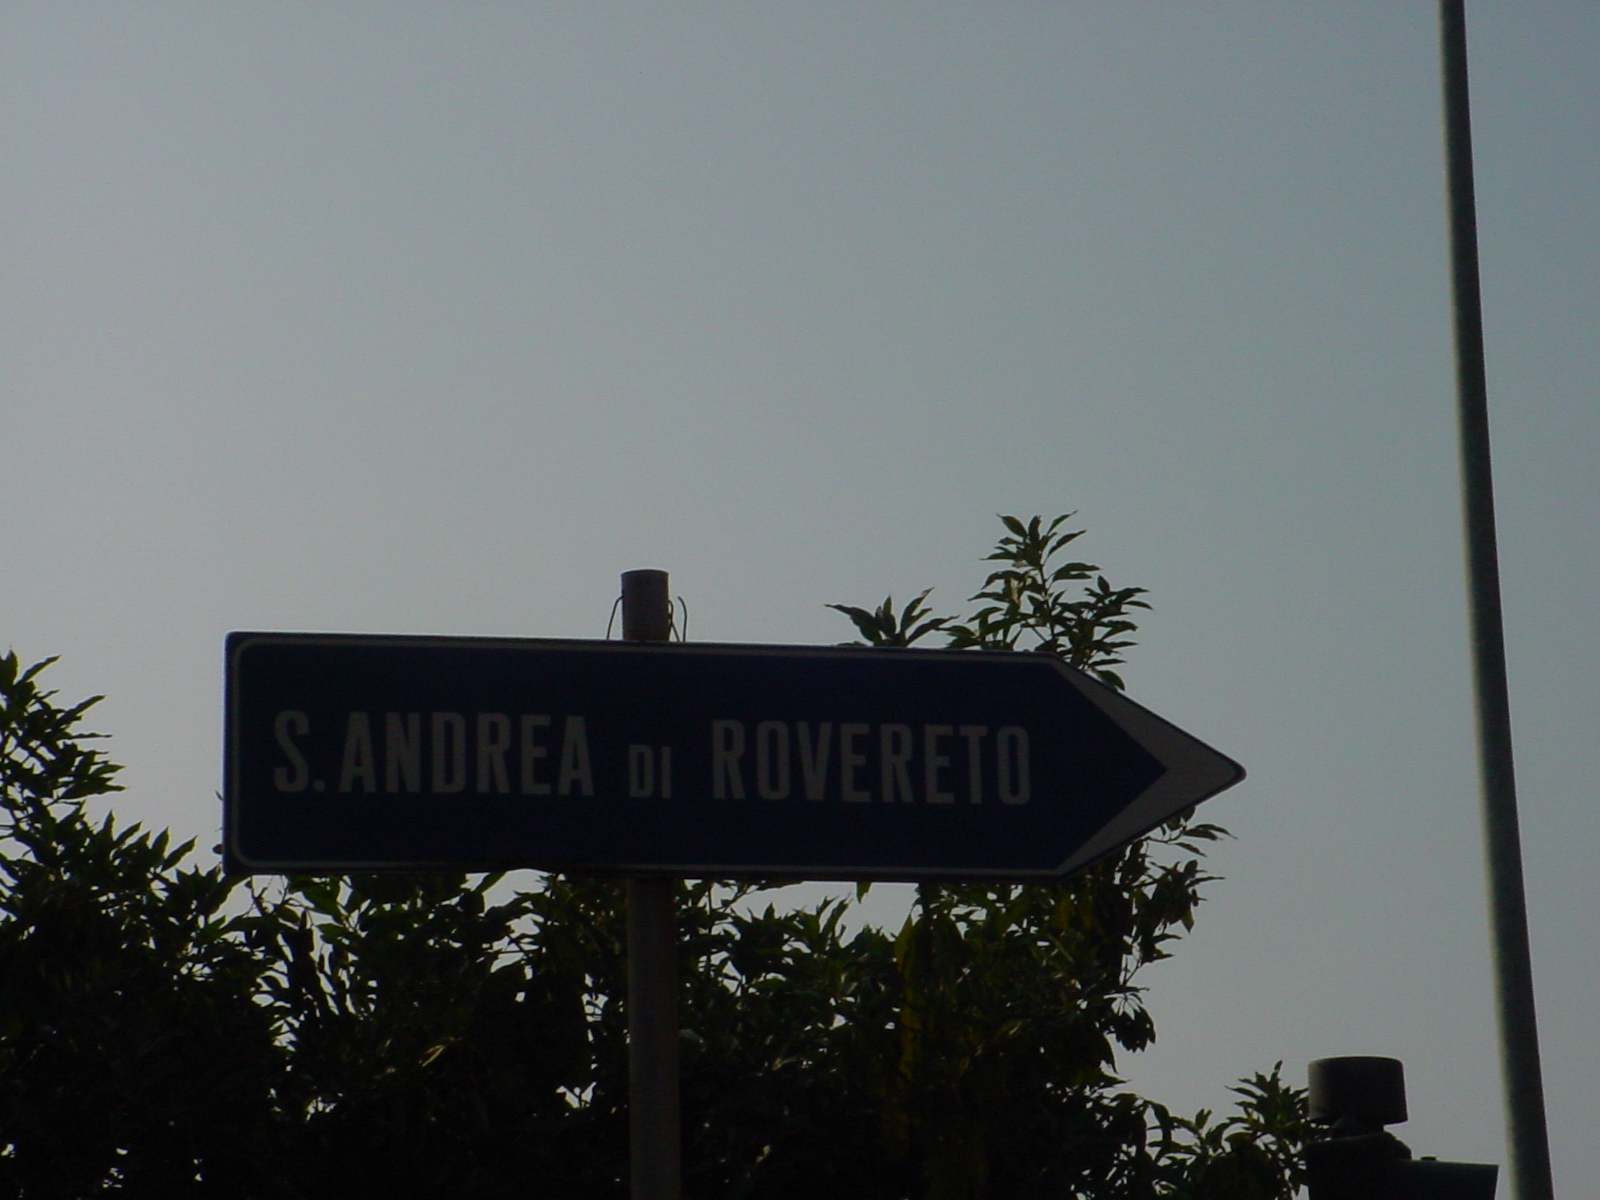 S. ANDREA DI ROVERETO